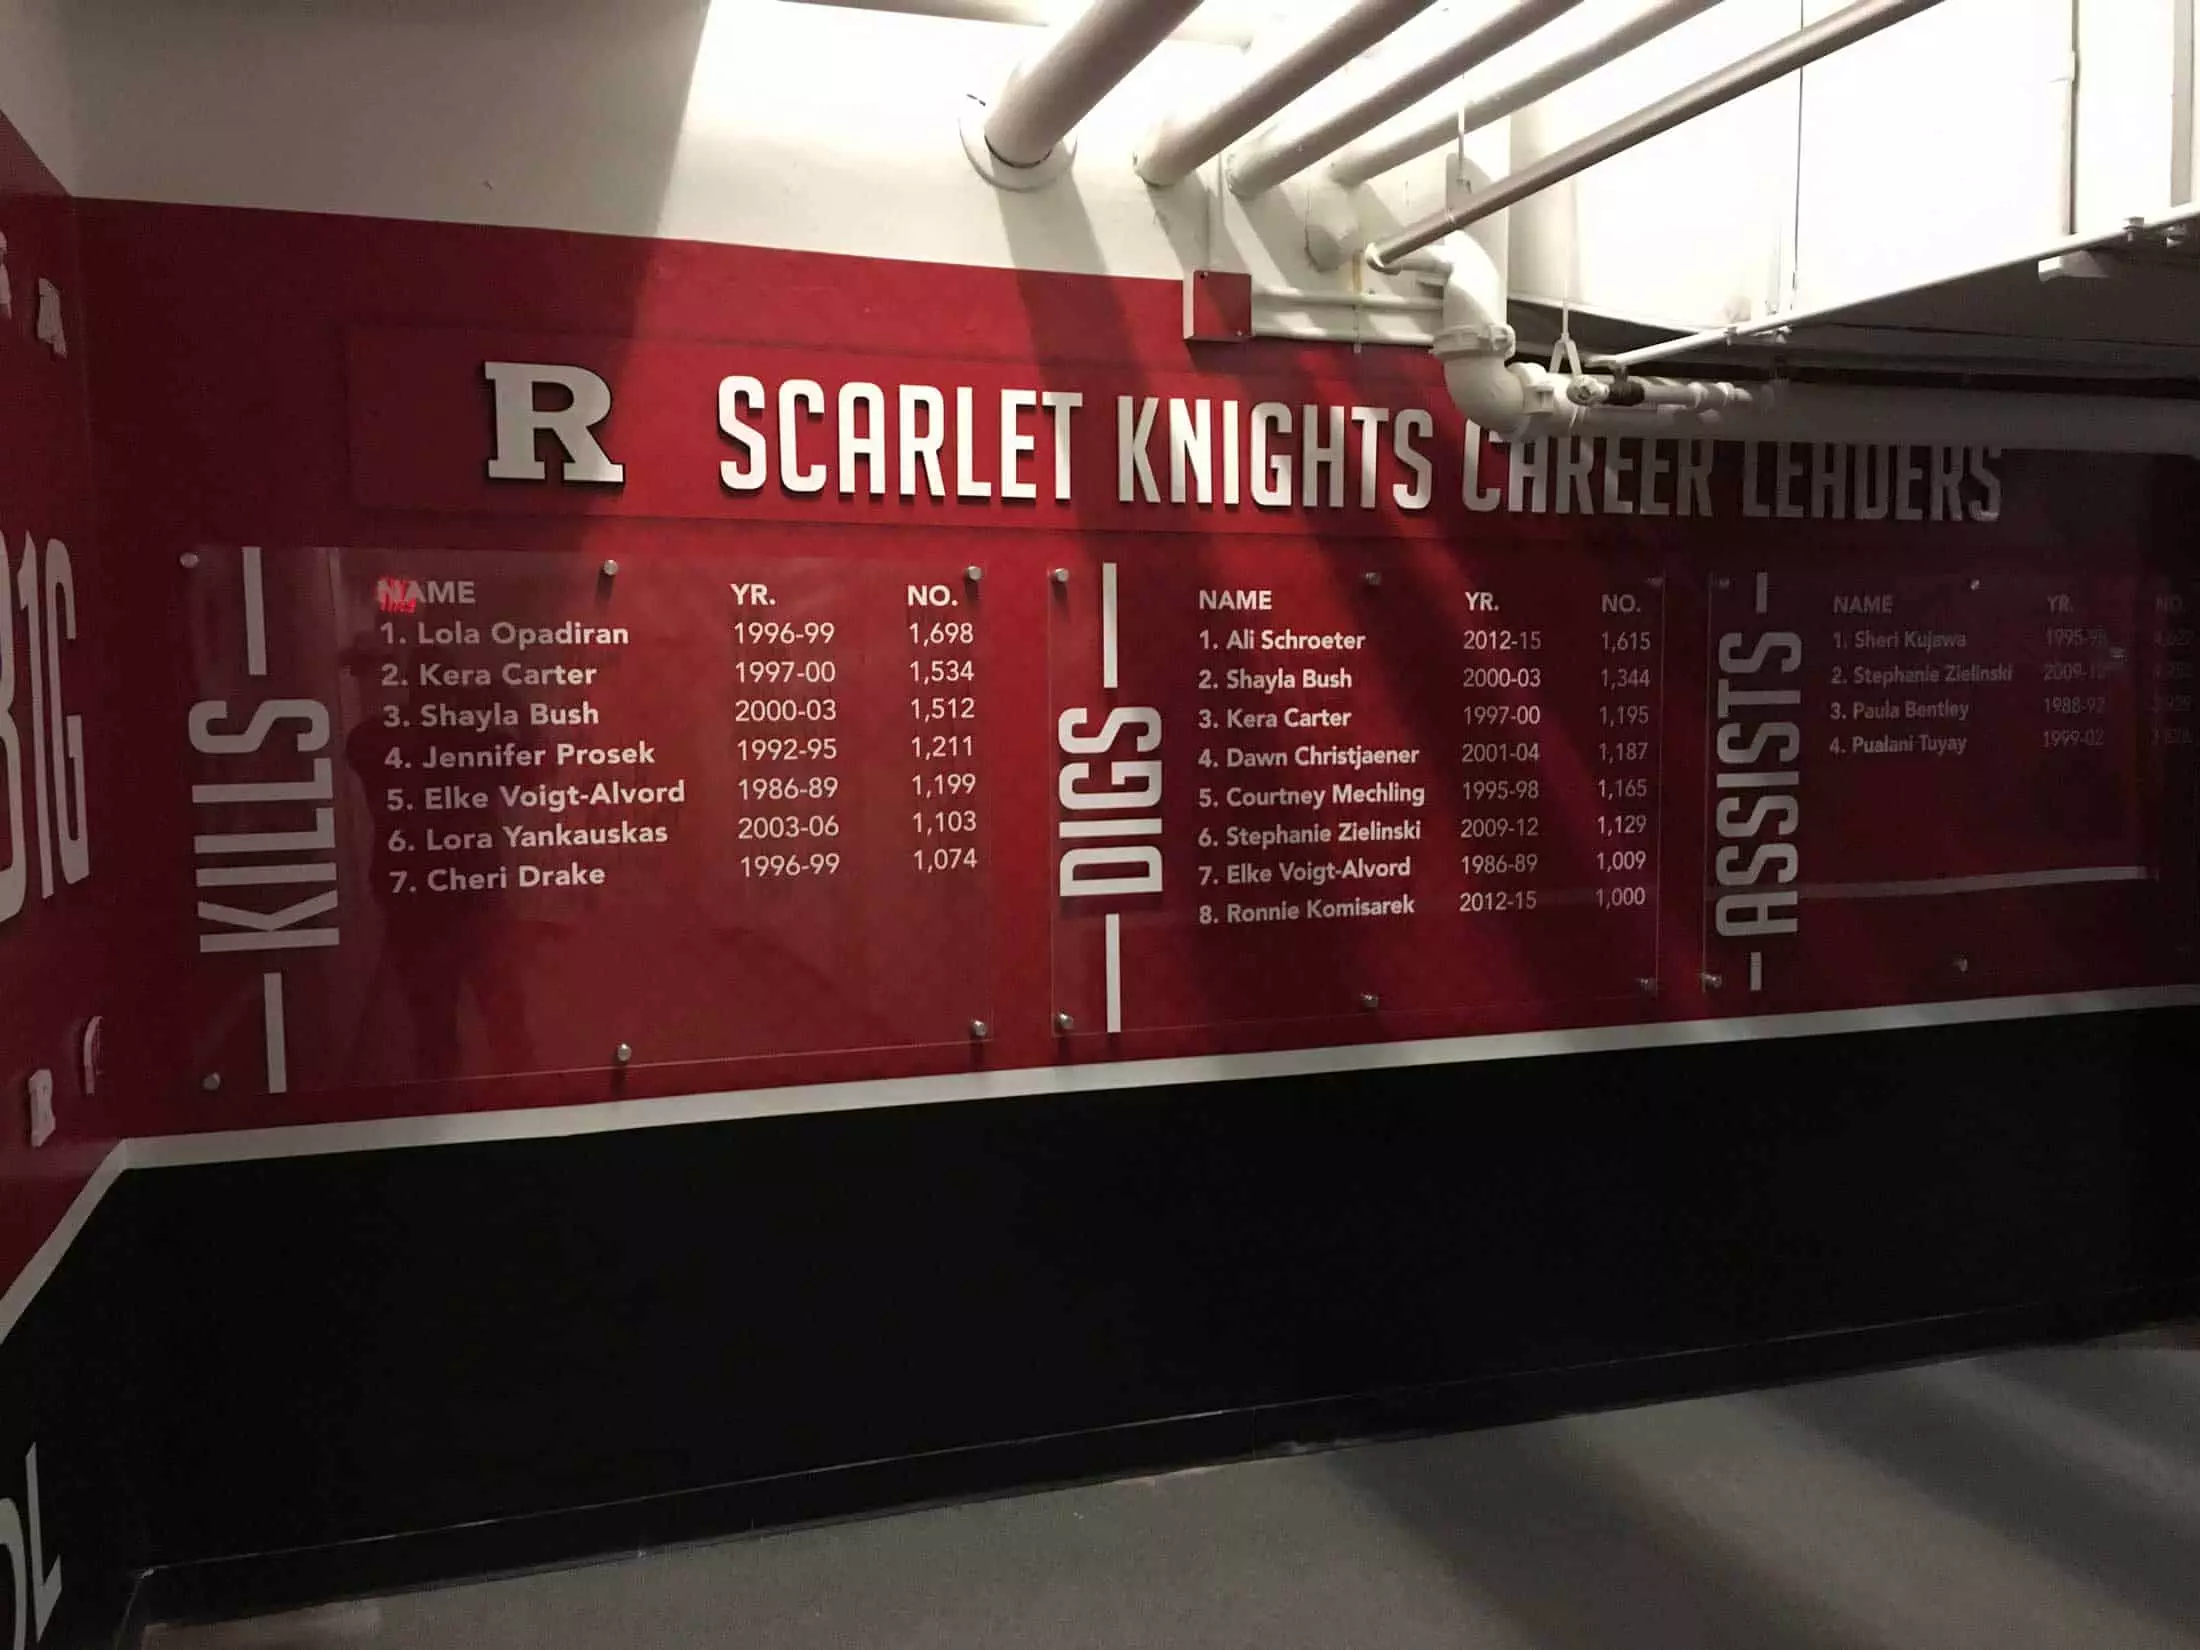 R SCARLET KNIGHTS CAREER LEADERS
KILLS
NAME YR. NO.
1. Lola Opadiran 1996-99 1,698
2. Kera Carter 1997-00 1,534
3. Shayla Bush 2000-03 1,512
4. Jennifer Prosek 1992-95 1,211
5. Elke Voigt-Alvord 1986-89 1,199
6. Lora Yankauskas 2003-06 1,103
7. Cheri Drake 1996-99 1,074
DIGS
NAME YR. NO.
1. Ali Schroeter 2012-15 1,615
2. Shayla Bush 2000-03 1,344
3. Kera Carter 1997-00 1,195
4. Dawn Christjaener 2001-04 1,187
5. Courtney Mechling 1995-98 1,165
6. Stephanie Zielinski 2009-12 1,129
7. Elke Voigt-Alvord 1986-89 1,009
8. Ronnie Komisarek 2012-15 1,000
ASSISTS
NAME YR. NO.
1. Sheri Kujawa 1995-98
2. Stephanie Zielinski
3. Paula Bentley 1988-92
4. Pualani Tuyay 1999-02
B1G
R